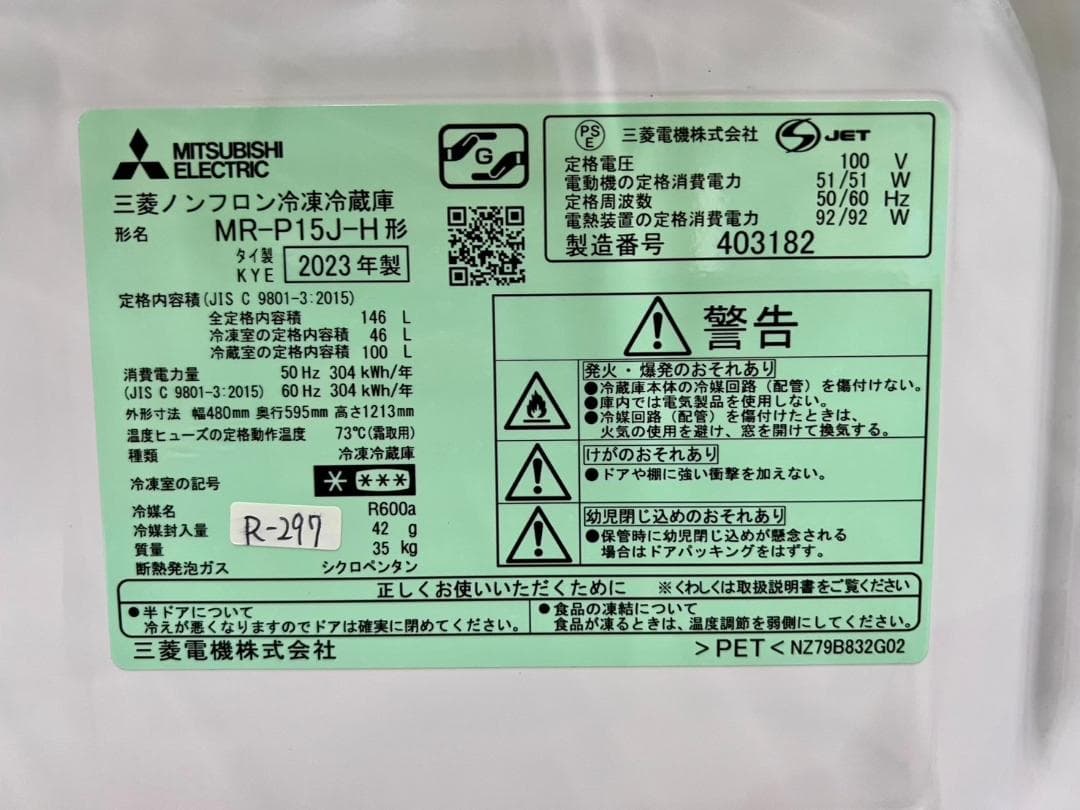 MITSUBISHI
ELECTRIC
三菱ノンフロン冷凍冷蔵庫
形名 MR-P15J-H形
タイ製
KYE 2023年製
定格内容積(JIS C 9801-3:2015)
全定格内容積 146 L
冷凍室の定格内容積 46 L
冷蔵室の定格内容積 100 L
消費電力量 50Hz 304kWh/年
(JIS C 9801-3:2015) 60Hz 304kWh/年
外形寸法 幅480mm 奥行595mm 高さ1213mm
温度ヒューズの定格動作温度 73℃(霜取用)
種類 冷凍冷蔵庫
冷凍室の記号 * ***
冷媒名 R600a
冷媒封入量 42 g
質量 35 kg
断熱発泡ガス シクロペンタン
R-297
G
PS
E
三菱電機株式会社 S JET
定格電圧 100 V
電動機の定格消費電力 51/51 W
定格周波数 50/60 Hz
電熱装置の定格消費電力 92/92 W
製造番号 403182
警告
発火・爆発のおそれあり
●冷蔵庫本体の冷媒回路(配管)を傷付けない。
●庫内では電気製品を使用しない。
●冷媒回路(配管)を傷付けたときは、
火気の使用を避け、窓を開けて換気する。
けがのおそれあり
●ドアや棚に強い衝撃を加えない。
幼児閉じ込めのおそれあり
●保管時に幼児閉じ込めが懸念される
場合はドアパッキングをはずす。
正しくお使いいただくために ※くわしくは取扱説明書をご覧ください
●半ドアについて
冷えが悪くなりますのでドアは確実に閉めてください。
●食品の凍結について
食品が凍るときは、温度調節を弱側にしてください。
三菱電機株式会社 >PET< NZ79B832G02